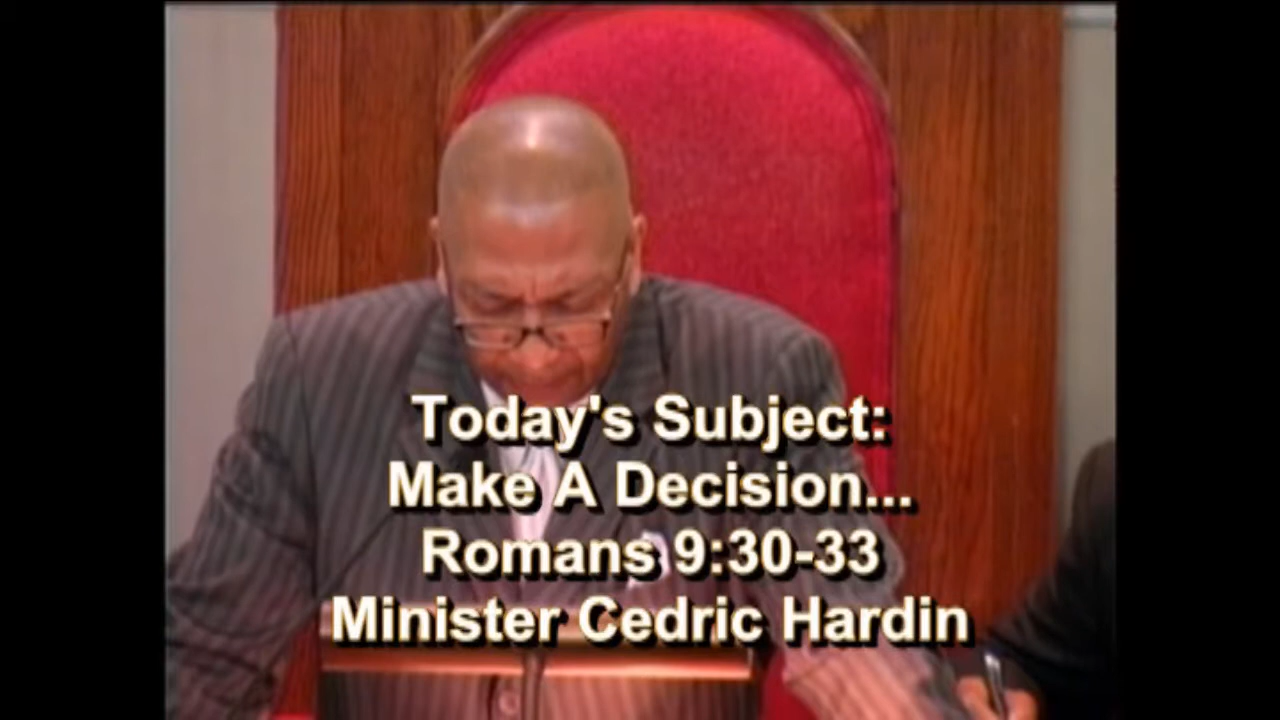 Today's Subject:
Make A Decision...
Romans 9:30-33
Minister Cedric Hardin